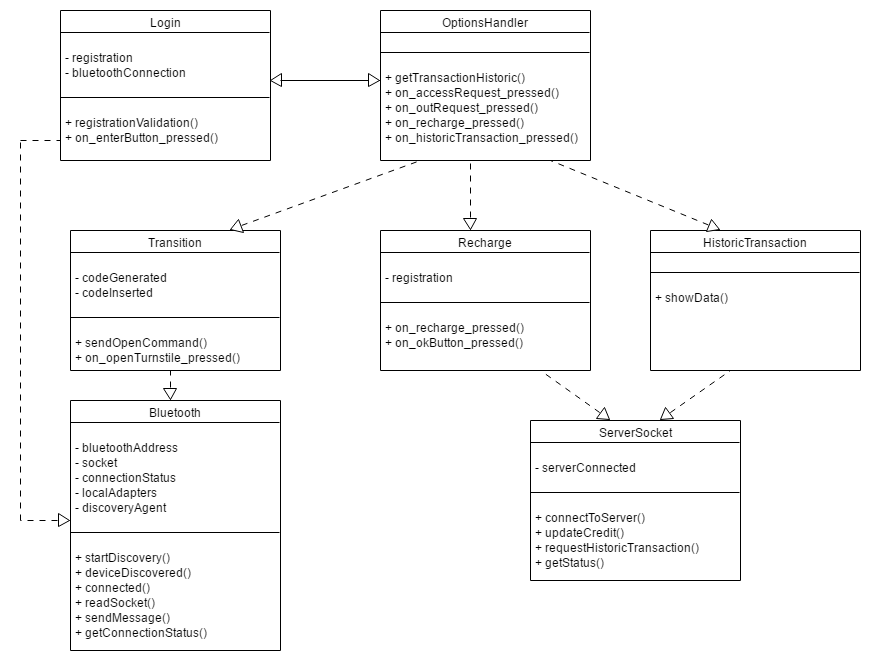 Login
- registration
- bluetoothConnection
+ registrationValidation()
+ on_enterButton_pressed()
OptionsHandler
+ getTransactionHistoric()
+ on_accessRequest_pressed()
+ on_outRequest_pressed()
+ on_recharge_pressed()
+ on_historicTransaction_pressed()
Transition
- codeGenerated
- codeInserted
+ sendOpenCommand()
+ on_openTurnstile_pressed()
Recharge
- registration
+ on_recharge_pressed()
+ on_okButton_pressed()
HistoricTransaction
+ showData()
Bluetooth
- bluetoothAddress
- socket
- connectionStatus
- localAdapters
- discoveryAgent
+ startDiscovery()
+ deviceDiscovered()
+ connected()
+ readSocket()
+ sendMessage()
+ getConnectionStatus()
ServerSocket
- serverConnected
+ connectToServer()
+ updateCredit()
+ requestHistoricTransaction()
+ getStatus()